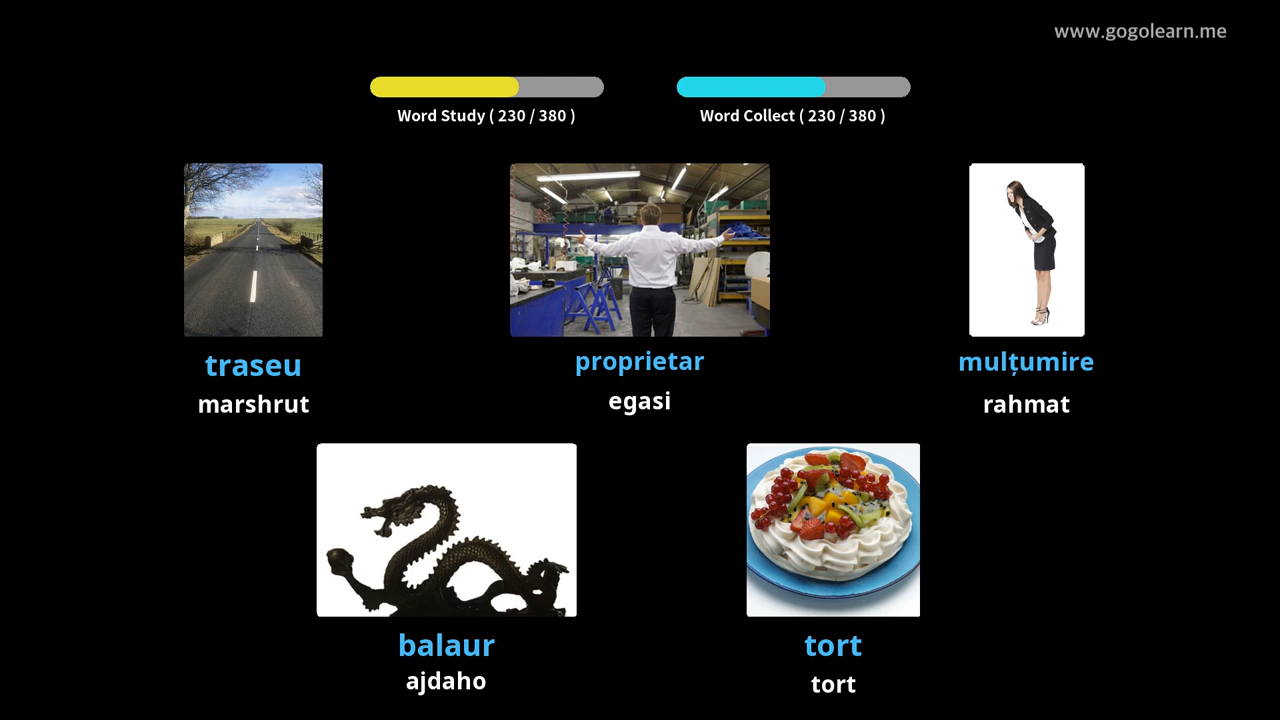 www.gogolearn.me
Word Study ( 230 / 380 )
Word Collect ( 230 / 380 )
traseu
marshrut
proprietar
egasi
mulțumire
rahmat
balaur
ajdaho
tort
tort